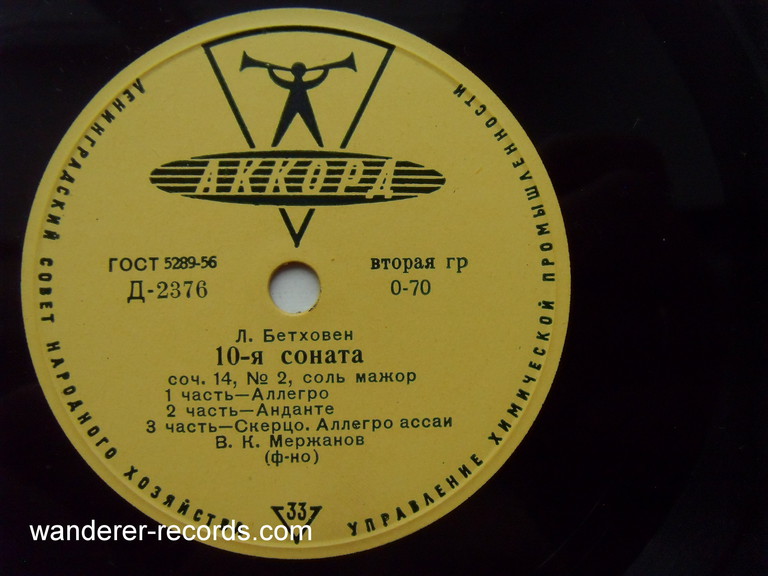 ЛЕНИНГРАДСКИЙ СОВЕТ НАРОДНОГО ХОЗЯЙСТВА
УПРАВЛЕНИЕ ХИМИЧЕСКОЙ ПРОМЫШЛЕННОСТИ
АККОРД
ГОСТ 5289-56 вторая гр
Д-2376 0-70
Л. Бетховен
10-я соната
соч. 14, № 2, соль мажор
1 часть—Аллегро
2 часть—Анданте
3 часть—Скерцо. Аллегро ассаи
В. К. Мержанов
(ф-но)
33
wanderer-records.com